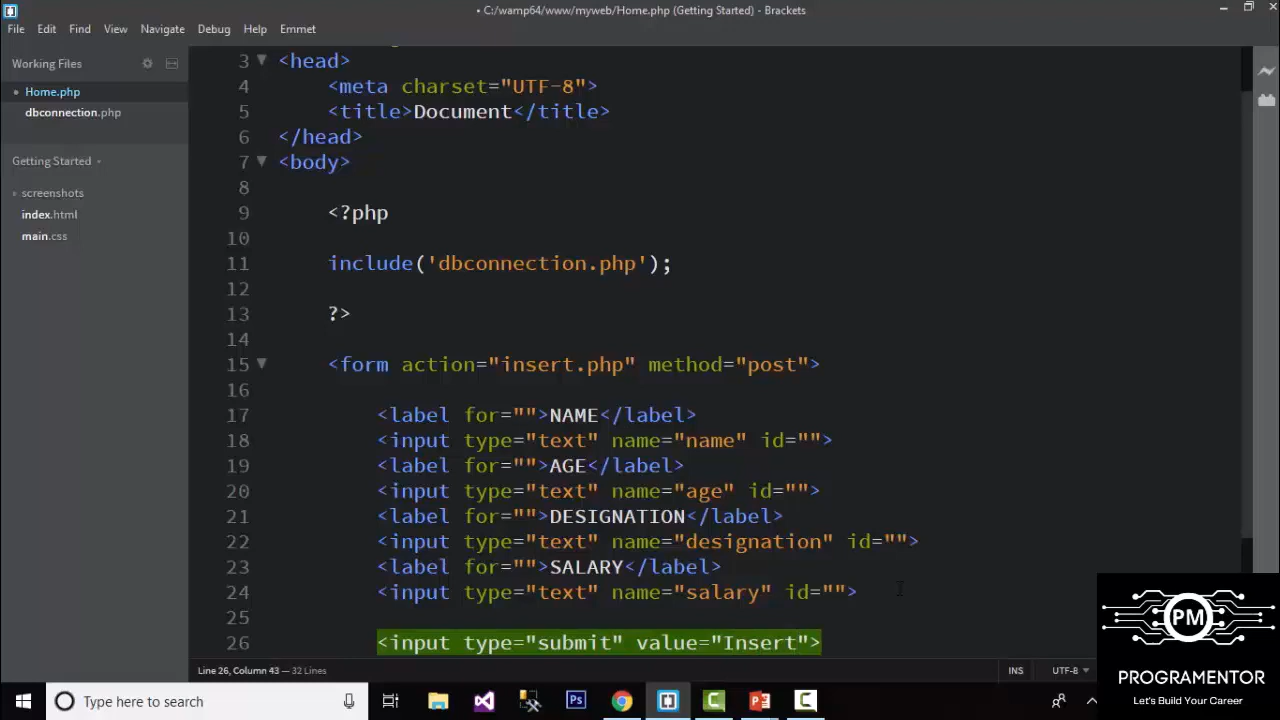 • C:/wamp64/www/myweb/Home.php (Getting Started) - Brackets
File Edit Find View Navigate Debug Help Emmet
Working Files
Home.php
dbconnection.php
Getting Started
screenshots
index.html
main.css
3 <head>
4 <meta charset="UTF-8">
5 <title>Document</title>
6 </head>
7 <body>
8
9 <?php
10
11 include('dbconnection.php');
12
13 ?>
14
15 <form action="insert.php" method="post">
16
17 <label for="">NAME</label>
18 <input type="text" name="name" id="">
19 <label for="">AGE</label>
20 <input type="text" name="age" id="">
21 <label for="">DESIGNATION</label>
22 <input type="text" name="designation" id="">
23 <label for="">SALARY</label>
24 <input type="text" name="salary" id="">
25
26 <input type="submit" value="Insert">
Line 26, Column 43 — 32 Lines
INS UTF-8
Type here to search
Ps
PM
PROGRAMENTOR
Let's Build Your Career